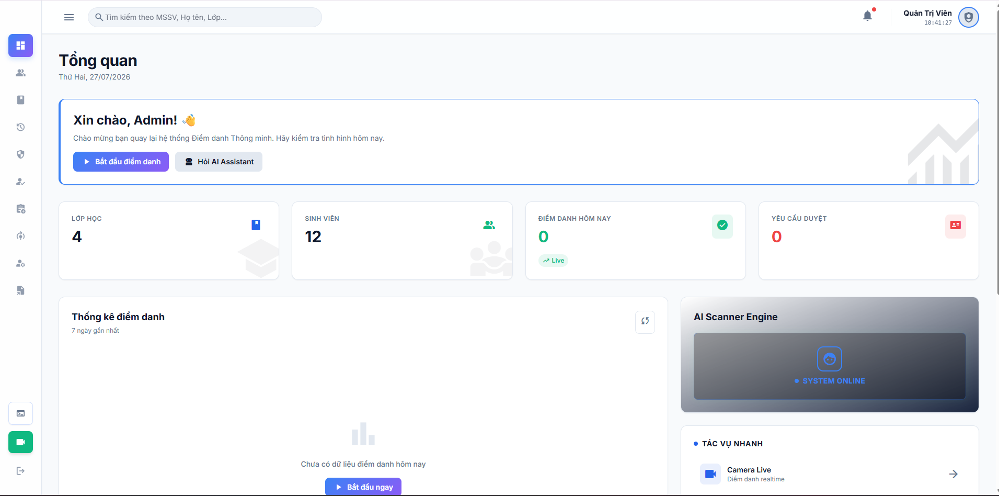 Tìm kiếm theo MSSV, Họ tên, Lớp...
Quản Trị Viên
10:41:27
Tổng quan
Thứ Hai, 27/07/2026
Xin chào, Admin! 👋
Chào mừng bạn quay lại hệ thống Điểm danh Thông minh. Hãy kiểm tra tình hình hôm nay.
Bắt đầu điểm danh
Hỏi AI Assistant
LỚP HỌC
4
SINH VIÊN
12
ĐIỂM DANH HÔM NAY
0
Live
YÊU CẦU DUYỆT
0
Thống kê điểm danh
7 ngày gần nhất
Chưa có dữ liệu điểm danh hôm nay
Bắt đầu ngay
AI Scanner Engine
SYSTEM ONLINE
TÁC VỤ NHANH
Camera Live
Điểm danh realtime